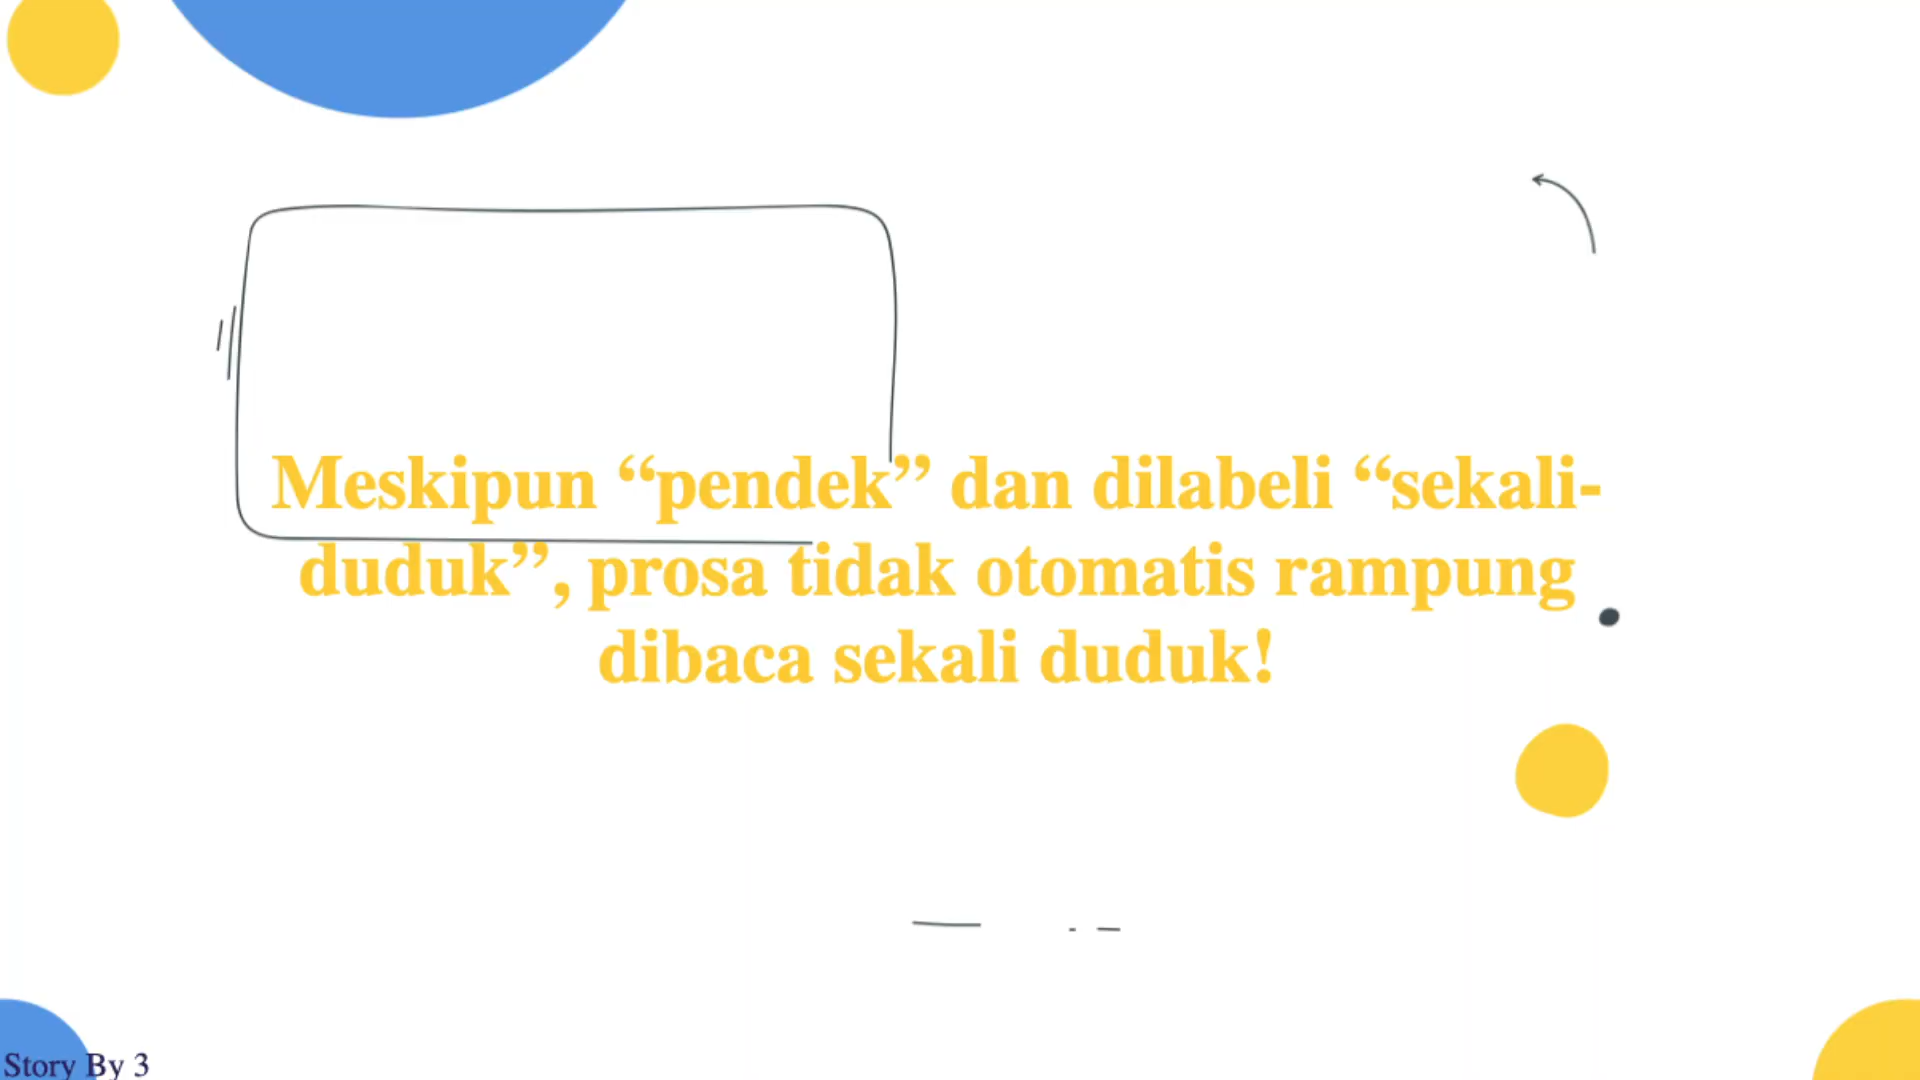 Meskipun “pendek” dan dilabeli “sekali-
duduk”, prosa tidak otomatis rampung
dibaca sekali duduk!
Story By 3